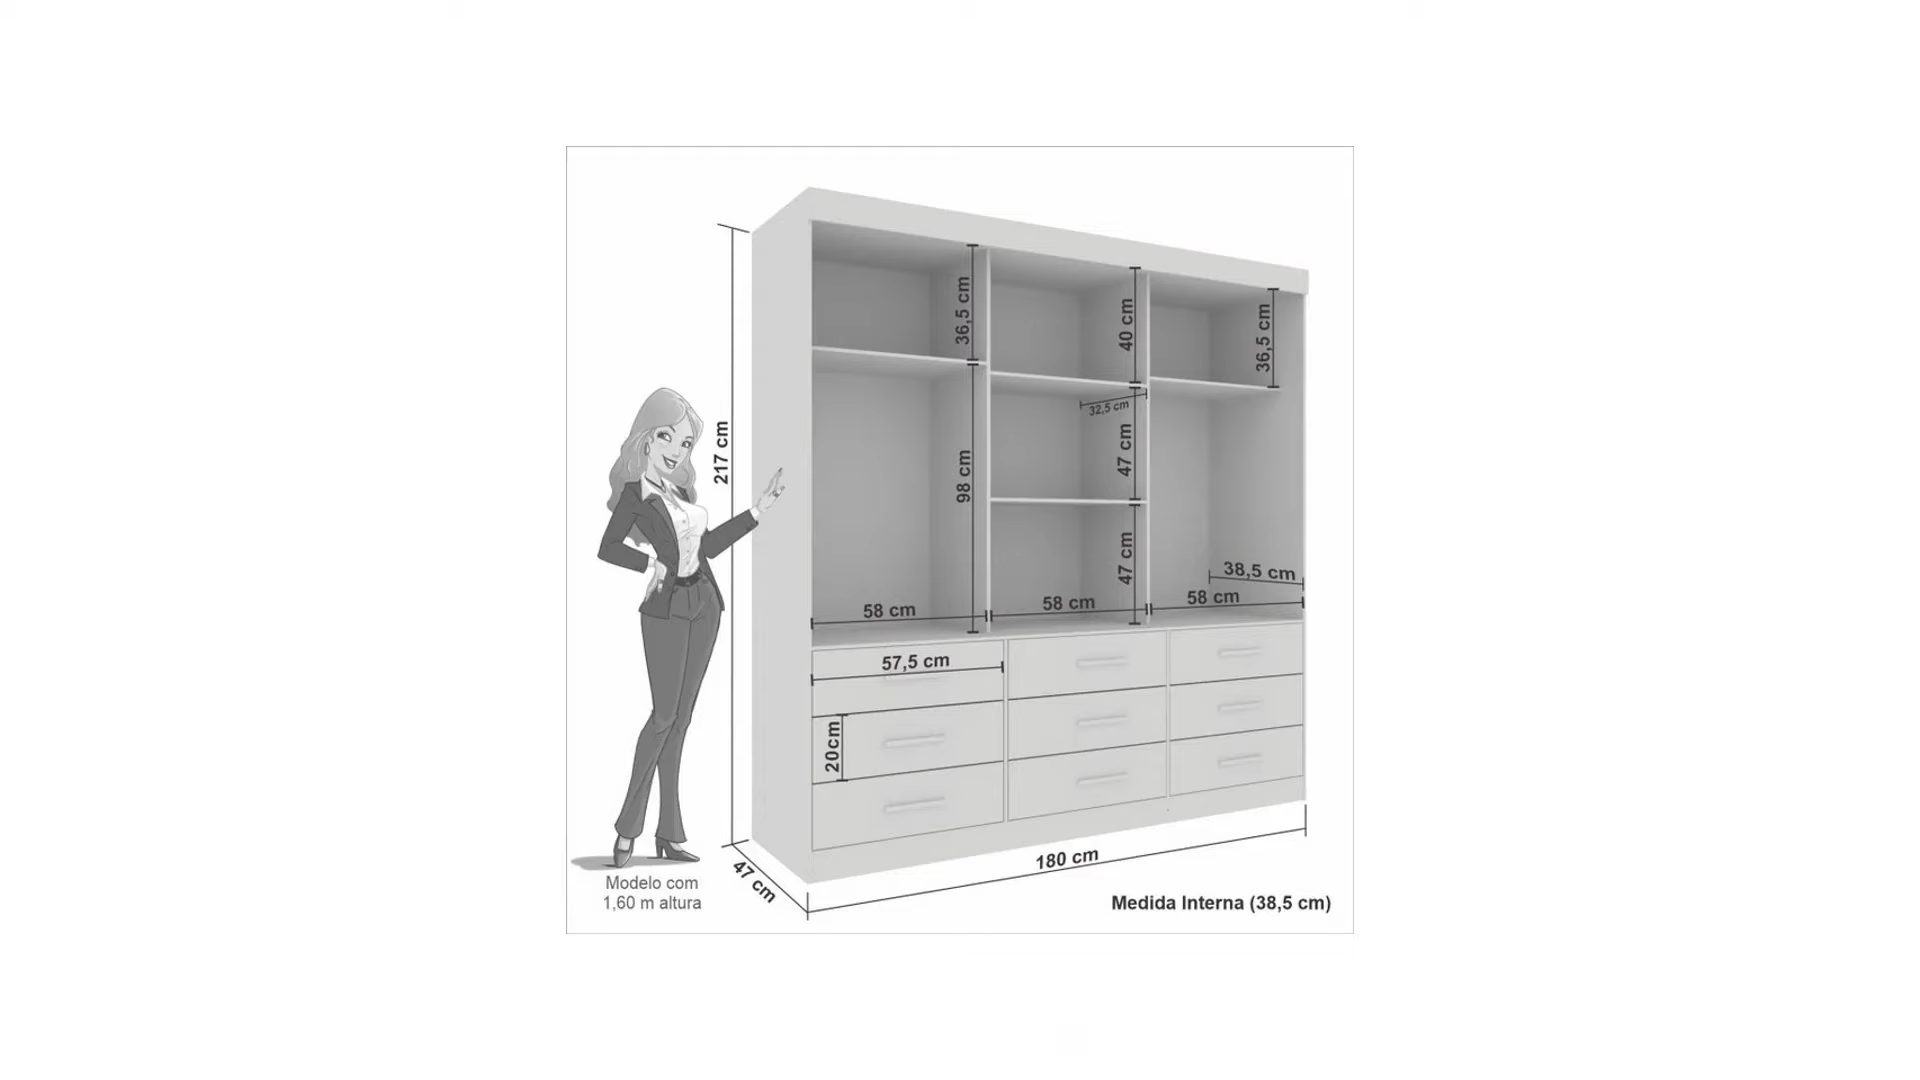 36,5 cm
40 cm
36,5 cm
32,5 cm
217 cm
98 cm
47 cm
47 cm
38,5 cm
58 cm
58 cm
58 cm
57,5 cm
20cm
47 cm
180 cm
Modelo com
1,60 m altura
Medida Interna (38,5 cm)